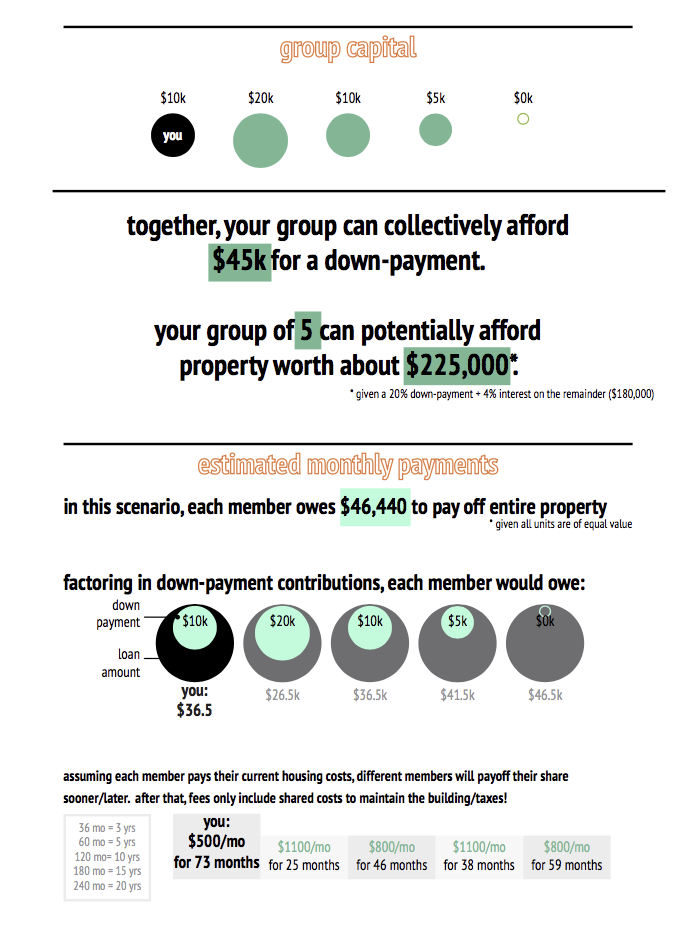 group capital
$10k $20k $10k $5k $0k
you
together, your group can collectively afford
$45k for a down-payment.
your group of 5 can potentially afford
property worth about $225,000*.
* given a 20% down-payment + 4% interest on the remainder ($180,000)
estimated monthly payments
in this scenario, each member owes $46,440 to pay off entire property
* given all units are of equal value
factoring in down-payment contributions, each member would owe:
down
payment
$10k $20k $10k $5k $0k
loan
amount
you:
$36.5
$26.5k $36.5k $41.5k $46.5k
assuming each member pays their current housing costs, different members will payoff their share
sooner/later. after that, fees only include shared costs to maintain the building/taxes!
36 mo = 3 yrs
60 mo = 5 yrs
120 mo= 10 yrs
180 mo = 15 yrs
240 mo = 20 yrs
you:
$500/mo
for 73 months
$1100/mo
for 25 months
$800/mo
for 46 months
$1100/mo
for 38 months
$800/mo
for 59 months